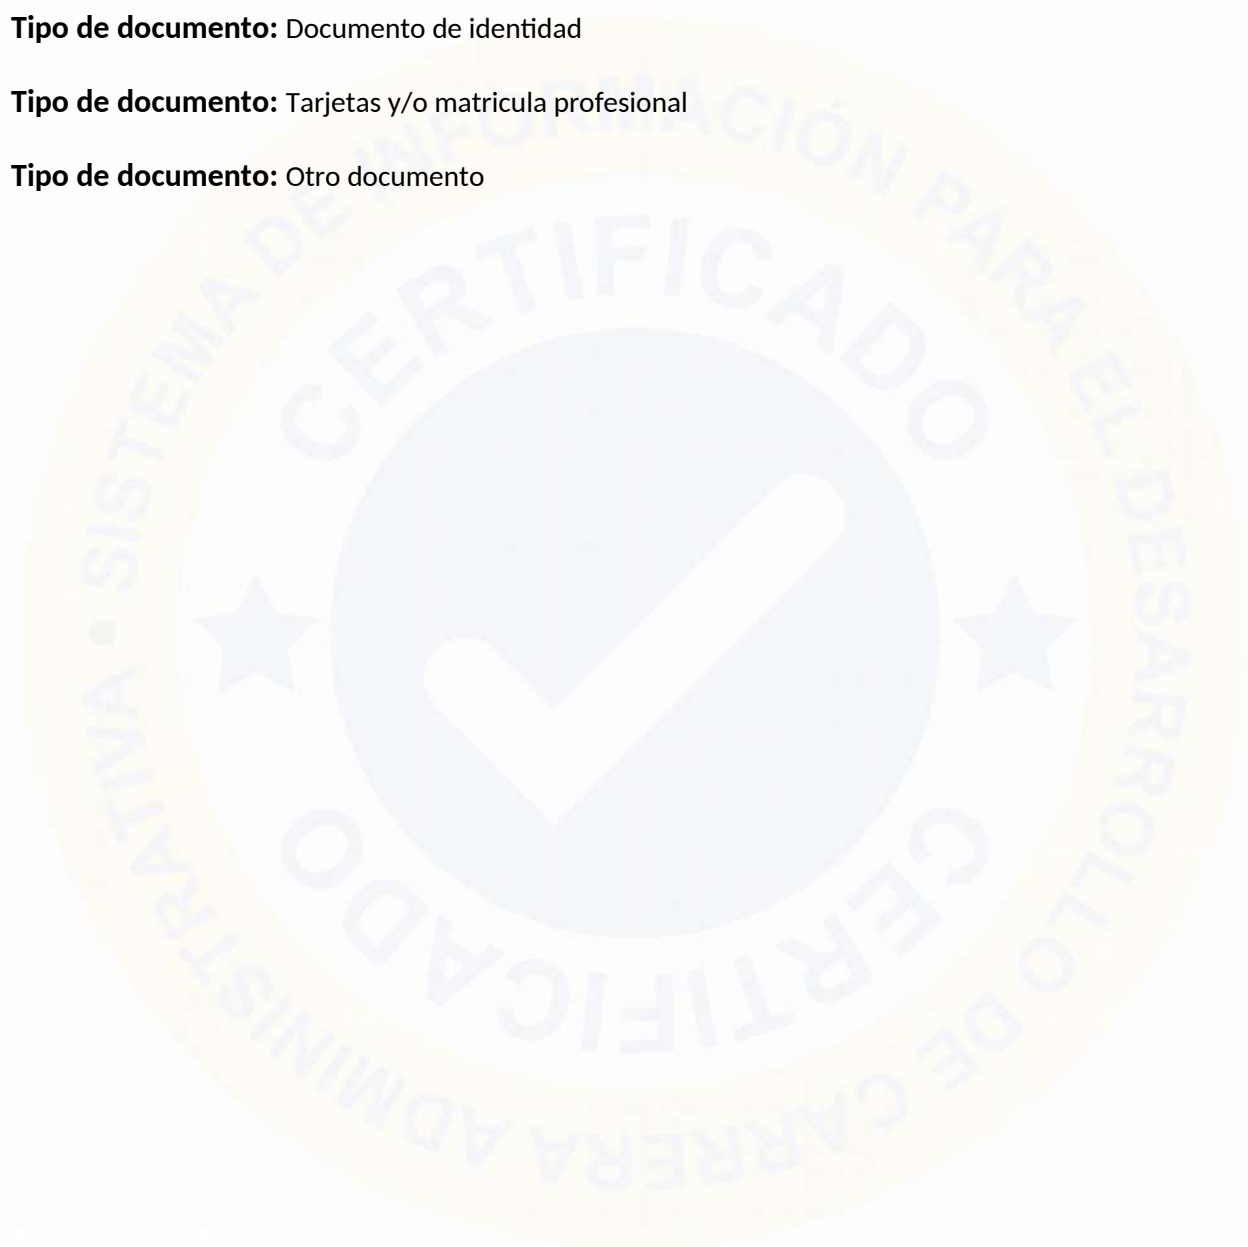 Tipo de documento: Documento de identidad
Tipo de documento: Tarjetas y/o matricula profesional
Tipo de documento: Otro documento
SISTEMA DE INFORMACIÓN PARA EL DESARROLLO DE CARRERA ADMINISTRATIVA •
CERTIFICADO
CERTIFICADO